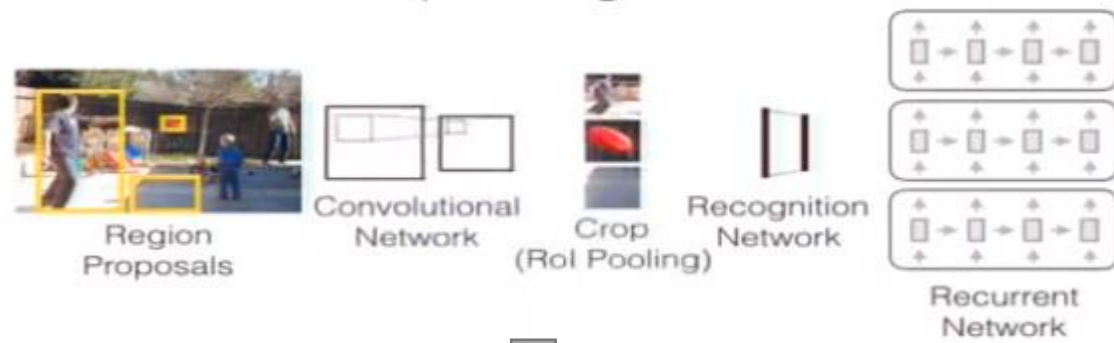 Region
Proposals
Convolutional
Network
Crop
(RoI Pooling)
Recognition
Network
Recurrent
Network